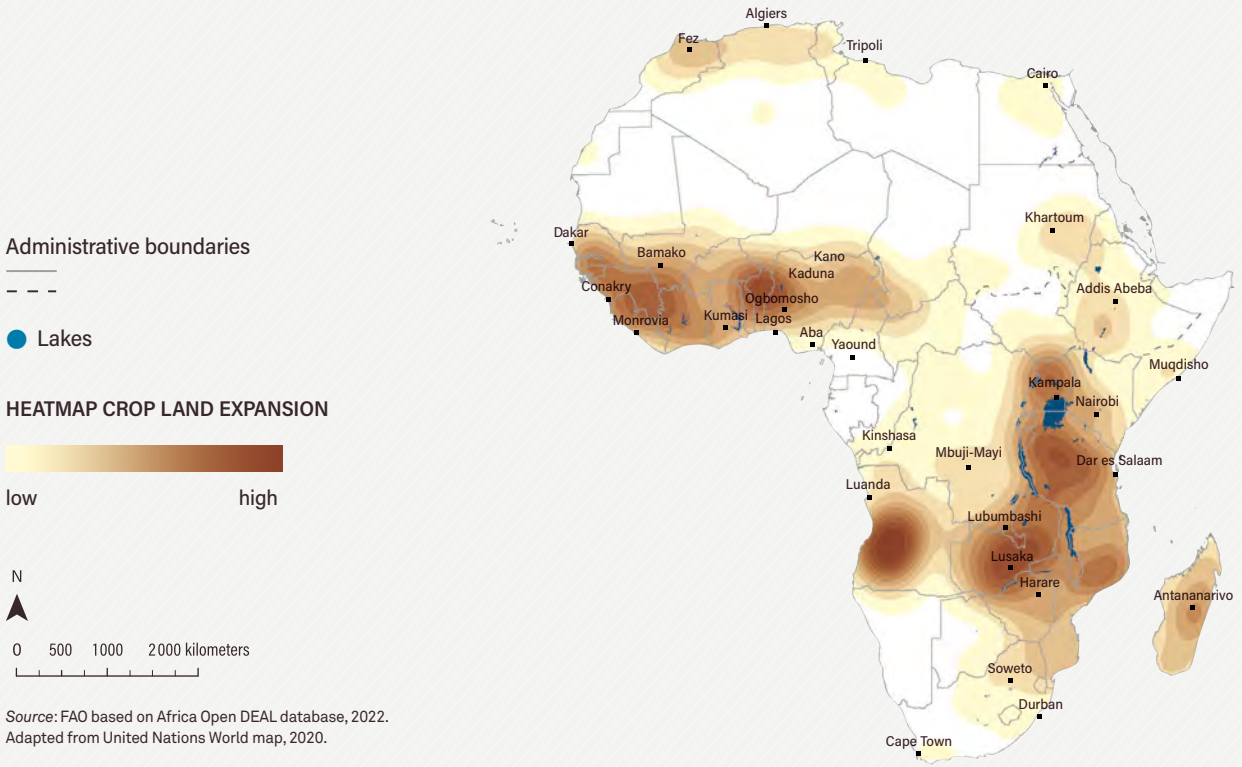 Administrative boundaries
Lakes
HEATMAP CROP LAND EXPANSION
low high
N
0 500 1000 2 000 kilometers
Source: FAO based on Africa Open DEAL database, 2022.
Adapted from United Nations World map, 2020.
Algiers
Fez
Tripoli
Cairo
Dakar
Khartoum
Bamako
Kano
Kaduna
Conakry
Addis Abeba
Ogbomosho
Monrovia
Kumasi
Lagos
Aba
Yaound
Muqdisho
Kampala
Nairobi
Kinshasa
Mbuji-Mayi
Dar es Salaam
Luanda
Lubumbashi
Lusaka
Harare
Antananarivo
Soweto
Durban
Cape Town